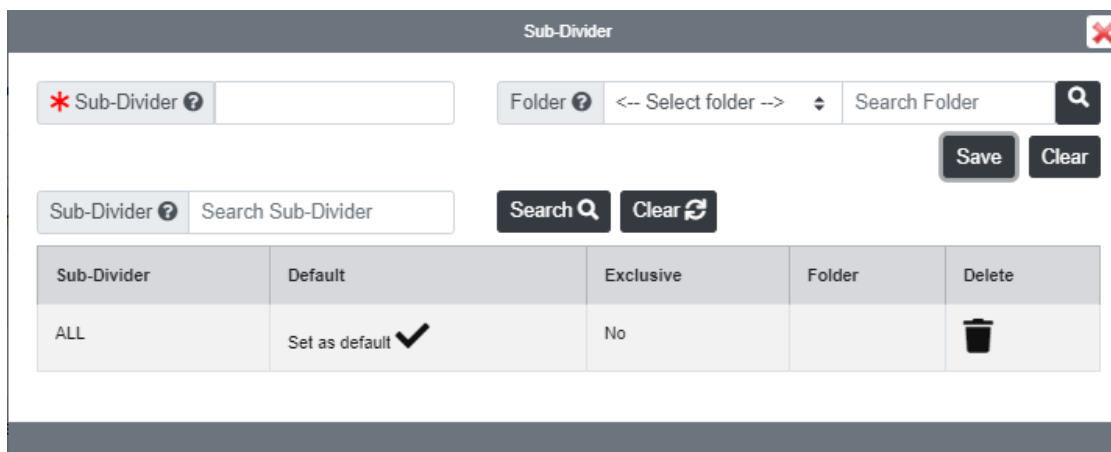 Sub-Divider
* Sub-Divider ? Folder ? <-- Select folder --> Search Folder
Save Clear
Sub-Divider ? Search Sub-Divider Search Clear
Sub-Divider Default Exclusive Folder Delete
ALL Set as default No